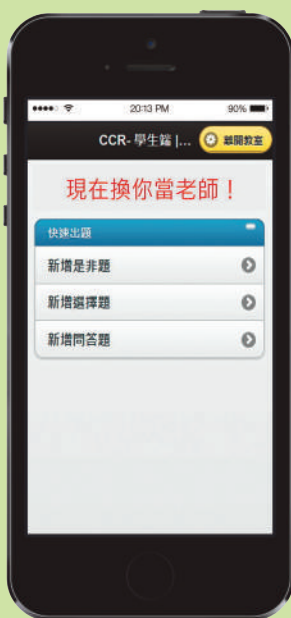 20:13 PM 90%
CCR- 學生端 |... 離開教室
現在換你當老師！
快速出題
新增是非題
新增選擇題
新增問答題